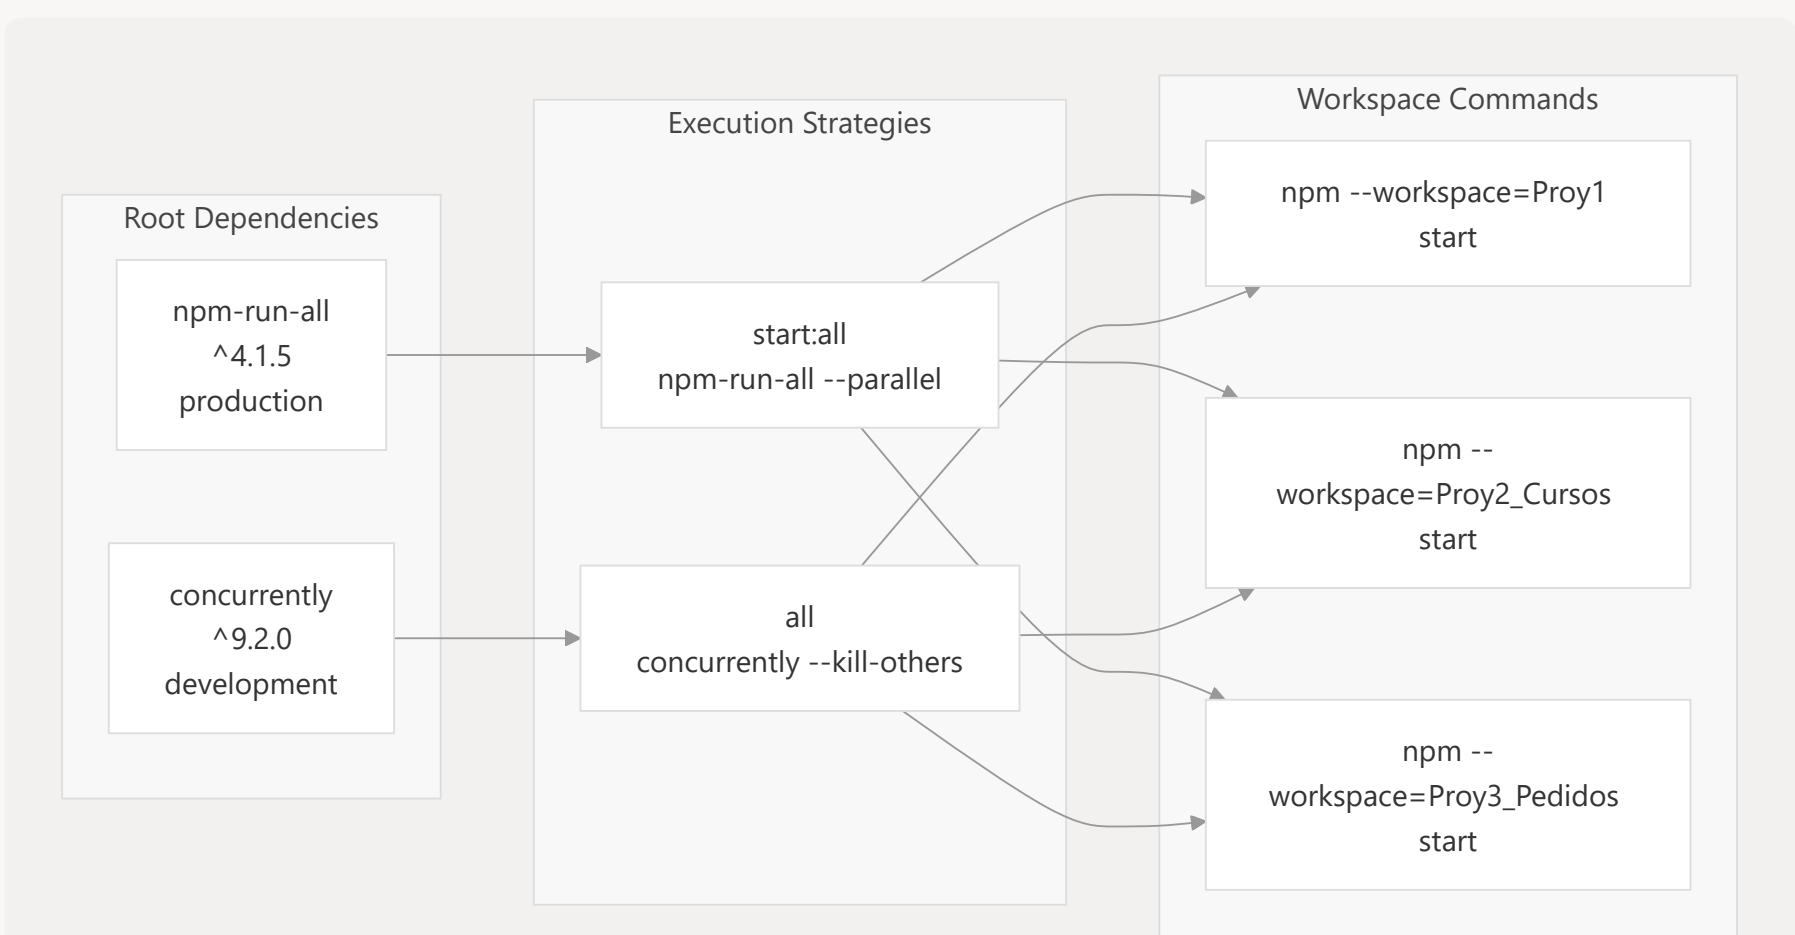 Root Dependencies
npm-run-all
^4.1.5
production
concurrently
^9.2.0
development
Execution Strategies
start:all
npm-run-all --parallel
all
concurrently --kill-others
Workspace Commands
npm --workspace=Proy1
start
npm --
workspace=Proy2_Cursos
start
npm --
workspace=Proy3_Pedidos
start